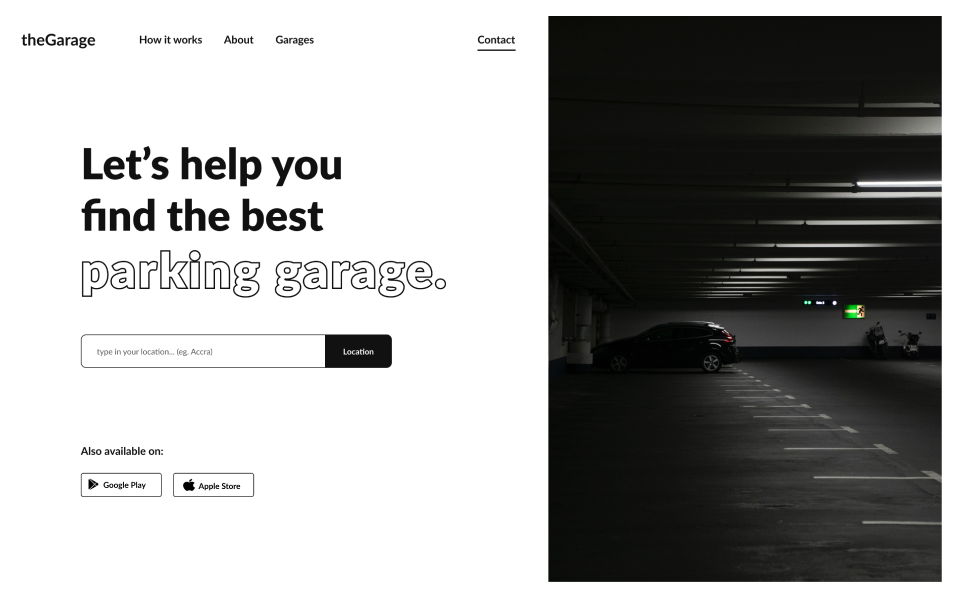 theGarage
How it works
About
Garages
Contact
Let’s help you
find the best
parking garage.
type in your location... (eg. Accra)
Location
Also available on:
Google Play
Apple Store